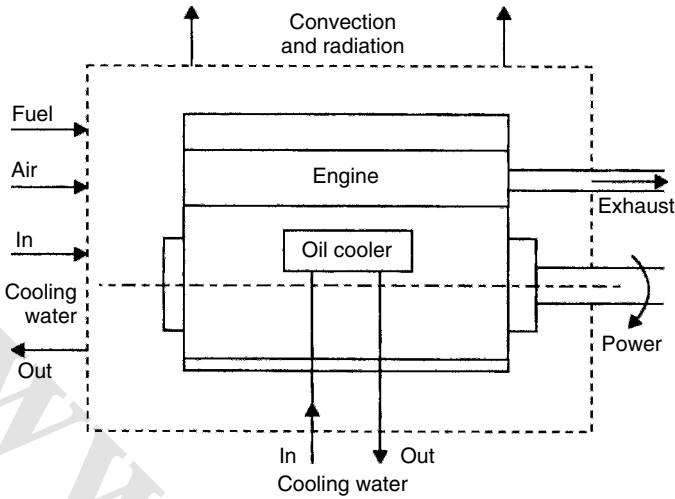 Convection
and radiation
Fuel
Air
Engine
Exhaust
In
Oil cooler
Cooling
water
Power
Out
In
Out
Cooling water